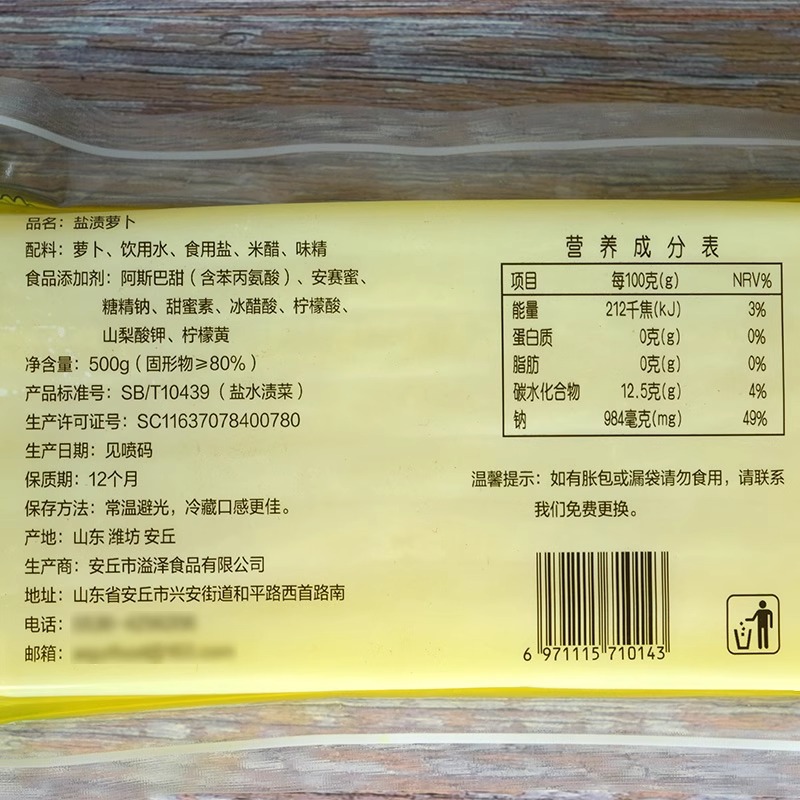 品名：盐渍萝卜
配料：萝卜、饮用水、食用盐、米醋、味精
食品添加剂：阿斯巴甜（含苯丙氨酸）、安赛蜜、
糖精钠、甜蜜素、冰醋酸、柠檬酸、
山梨酸钾、柠檬黄
净含量：500g（固形物≥80%）
产品标准号：SB/T10439（盐水渍菜）
生产许可证号：SC11637078400780
生产日期：见喷码
保质期：12个月
保存方法：常温避光，冷藏口感更佳。
产地：山东 潍坊 安丘
生产商：安丘市溢泽食品有限公司
地址：山东省安丘市兴安街道和平路西首路南
电话：
邮箱：
营养成分表
项目 每100克(g) NRV%
能量 212千焦(kJ) 3%
蛋白质 0克(g) 0%
脂肪 0克(g) 0%
碳水化合物 12.5克(g) 4%
钠 984毫克(mg) 49%
温馨提示：如有胀包或漏袋请勿食用，请联系
我们免费更换。
6 971115 710143